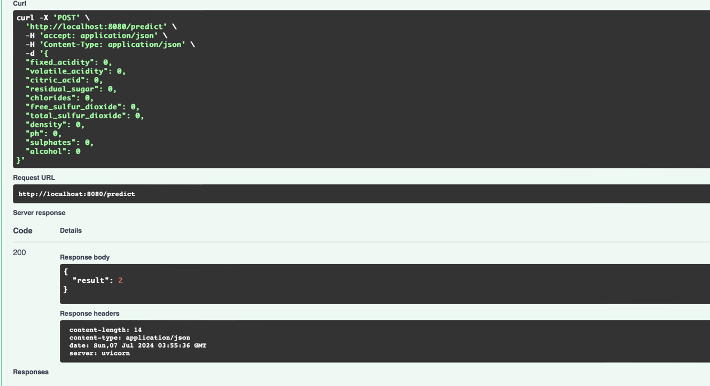 Curl
curl -X 'POST' \
  'http://localhost:8080/predict' \
  -H 'accept: application/json' \
  -H 'Content-Type: application/json' \
  -d '{
  "fixed_acidity": 0,
  "volatile_acidity": 0,
  "citric_acid": 0,
  "residual_sugar": 0,
  "chlorides": 0,
  "free_sulfur_dioxide": 0,
  "total_sulfur_dioxide": 0,
  "density": 0,
  "ph": 0,
  "sulphates": 0,
  "alcohol": 0
}'
Request URL
http://localhost:8080/predict
Server response
Code Details
200
Response body
{
  "result": 2
}
Response headers
content-length: 14
content-type: application/json
date: Sun,07 Jul 2024 03:55:36 GMT
server: uvicorn
Responses